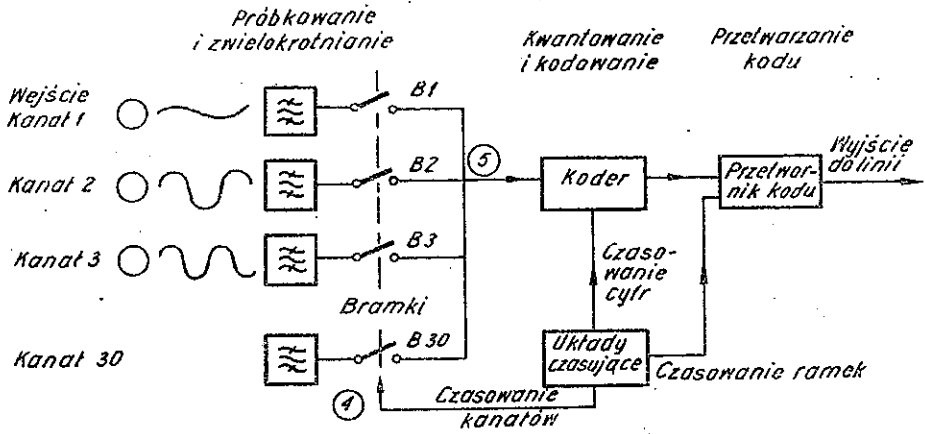 Próbkowanie
i zwielokrotnianie
Kwantowanie
i kodowanie
Przetwarzanie
kodu
Wejście
Kanał 1
B1
Kanał 2
B2
5
Koder
Przetwor-
nik kodu
Wyjście
do linii
Kanał 3
B3
Czaso-
wanie
cyfr
Bramki
Kanał 30
B30
Układy
czasujące
Czasowanie ramek
4
Czasowanie
kanałów